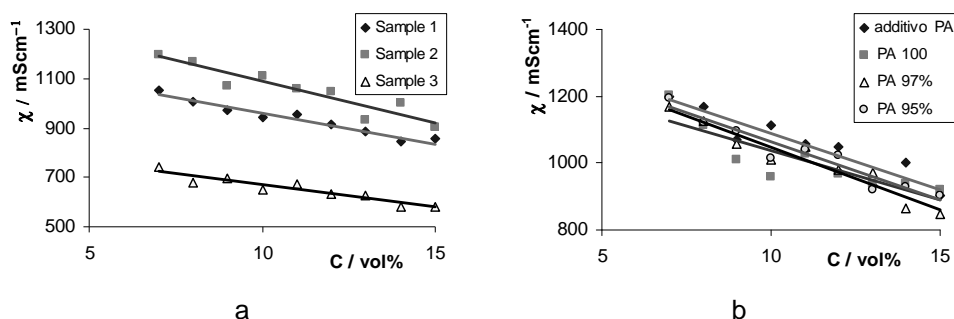 1300
1100
900
700
500
χ / mScm⁻¹
5
10
15
C / vol%
Sample 1
Sample 2
Sample 3
a
1400
1200
1000
800
χ / mScm⁻¹
5
10
15
C / vol%
additivo PA
PA 100
PA 97%
PA 95%
b